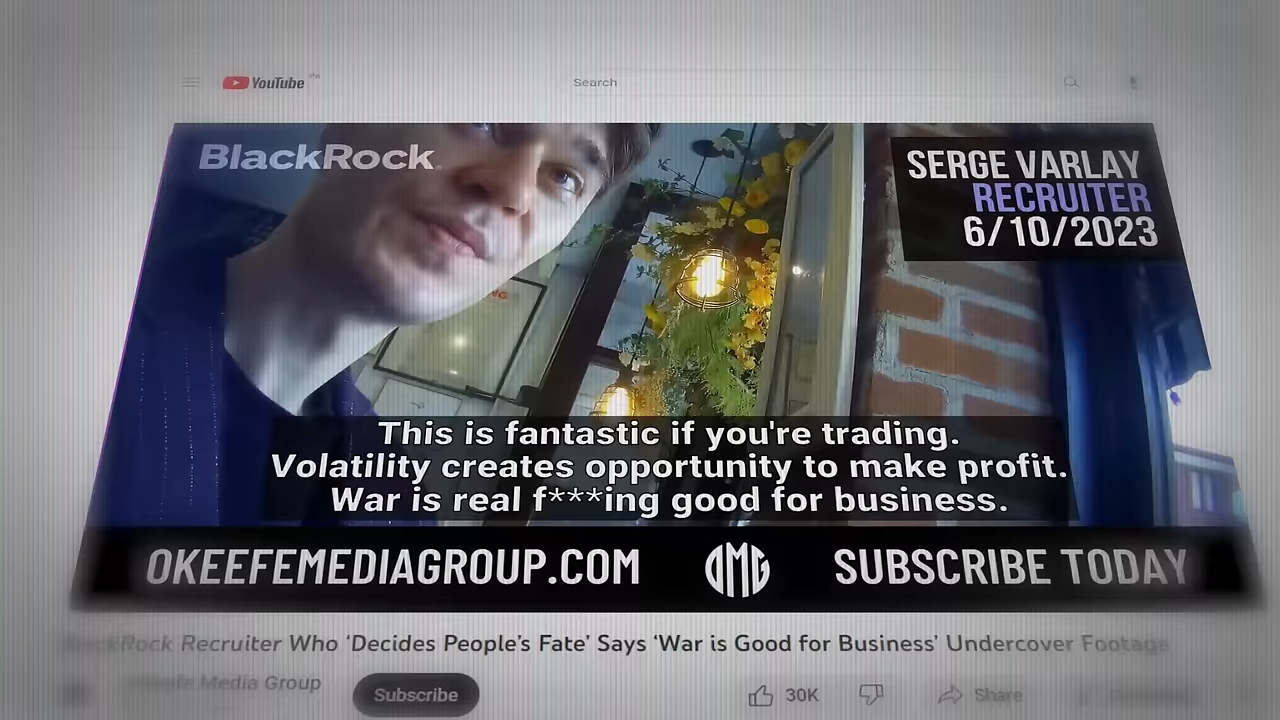 YouTube
Search
BlackRock
SERGE VARLAY
RECRUITER
6/10/2023
This is fantastic if you're trading.
Volatility creates opportunity to make profit.
War is real f***ing good for business.
OKEEFEMEDIAGROUP.COM OMG SUBSCRIBE TODAY
BlackRock Recruiter Who ‘Decides People’s Fate’ Says ‘War is Good for Business’ Undercover Footage
Media Group
Subscribe
30K
Share